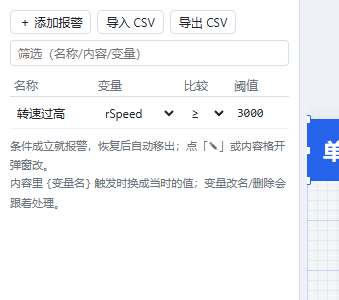 ＋ 添加报警 导入 CSV 导出 CSV
筛选（名称/内容/变量）
名称 变量 比较 阈值
转速过高 rSpeed ≥ 3000
条件成立就报警，恢复后自动移出；点「✎」或内容格开
弹窗改。
内容里 {变量名} 触发时换成当时的值；变量改名/删除会
跟着处理。